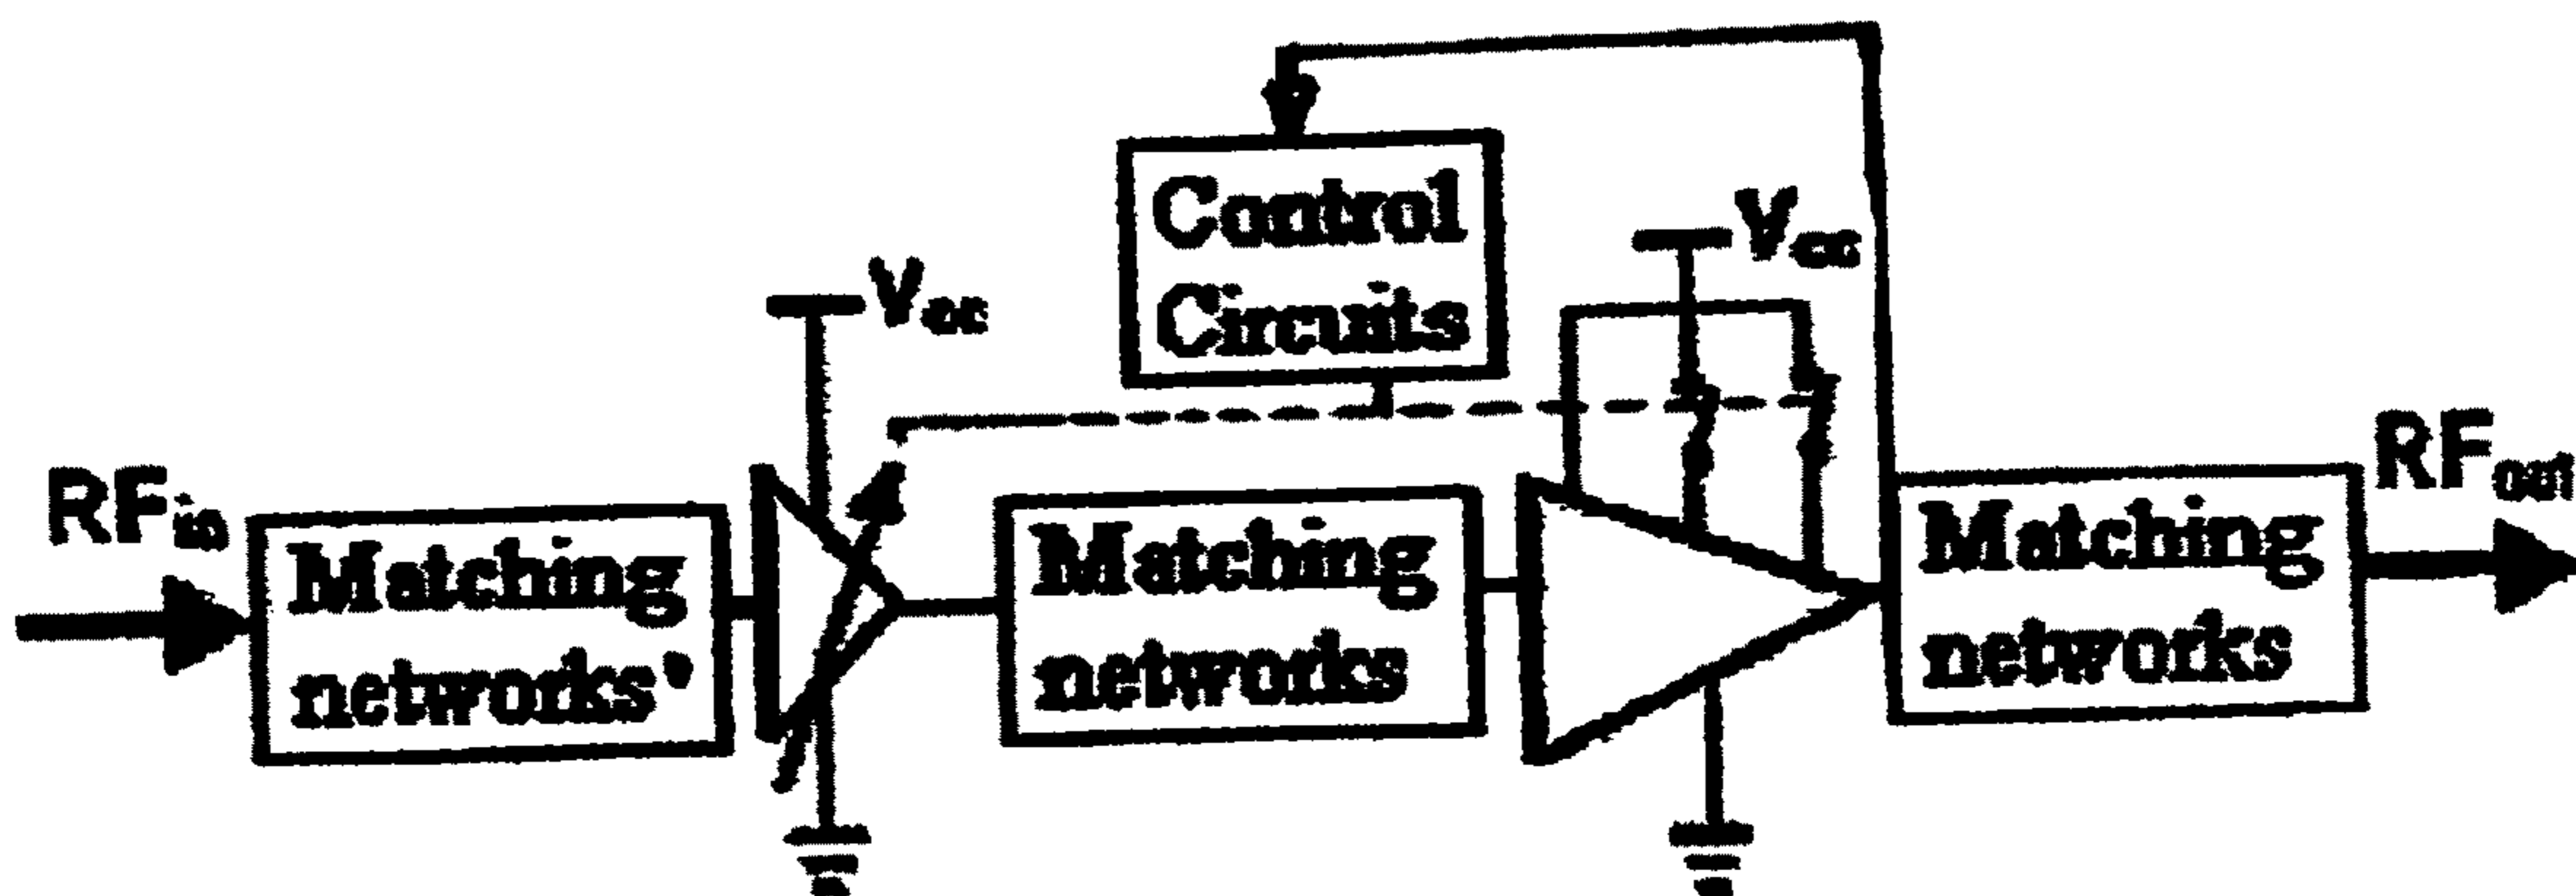 Control
Circuits
Vcc
Vcc
RFin
Matching
networks'
Matching
networks
Matching
networks
RFout